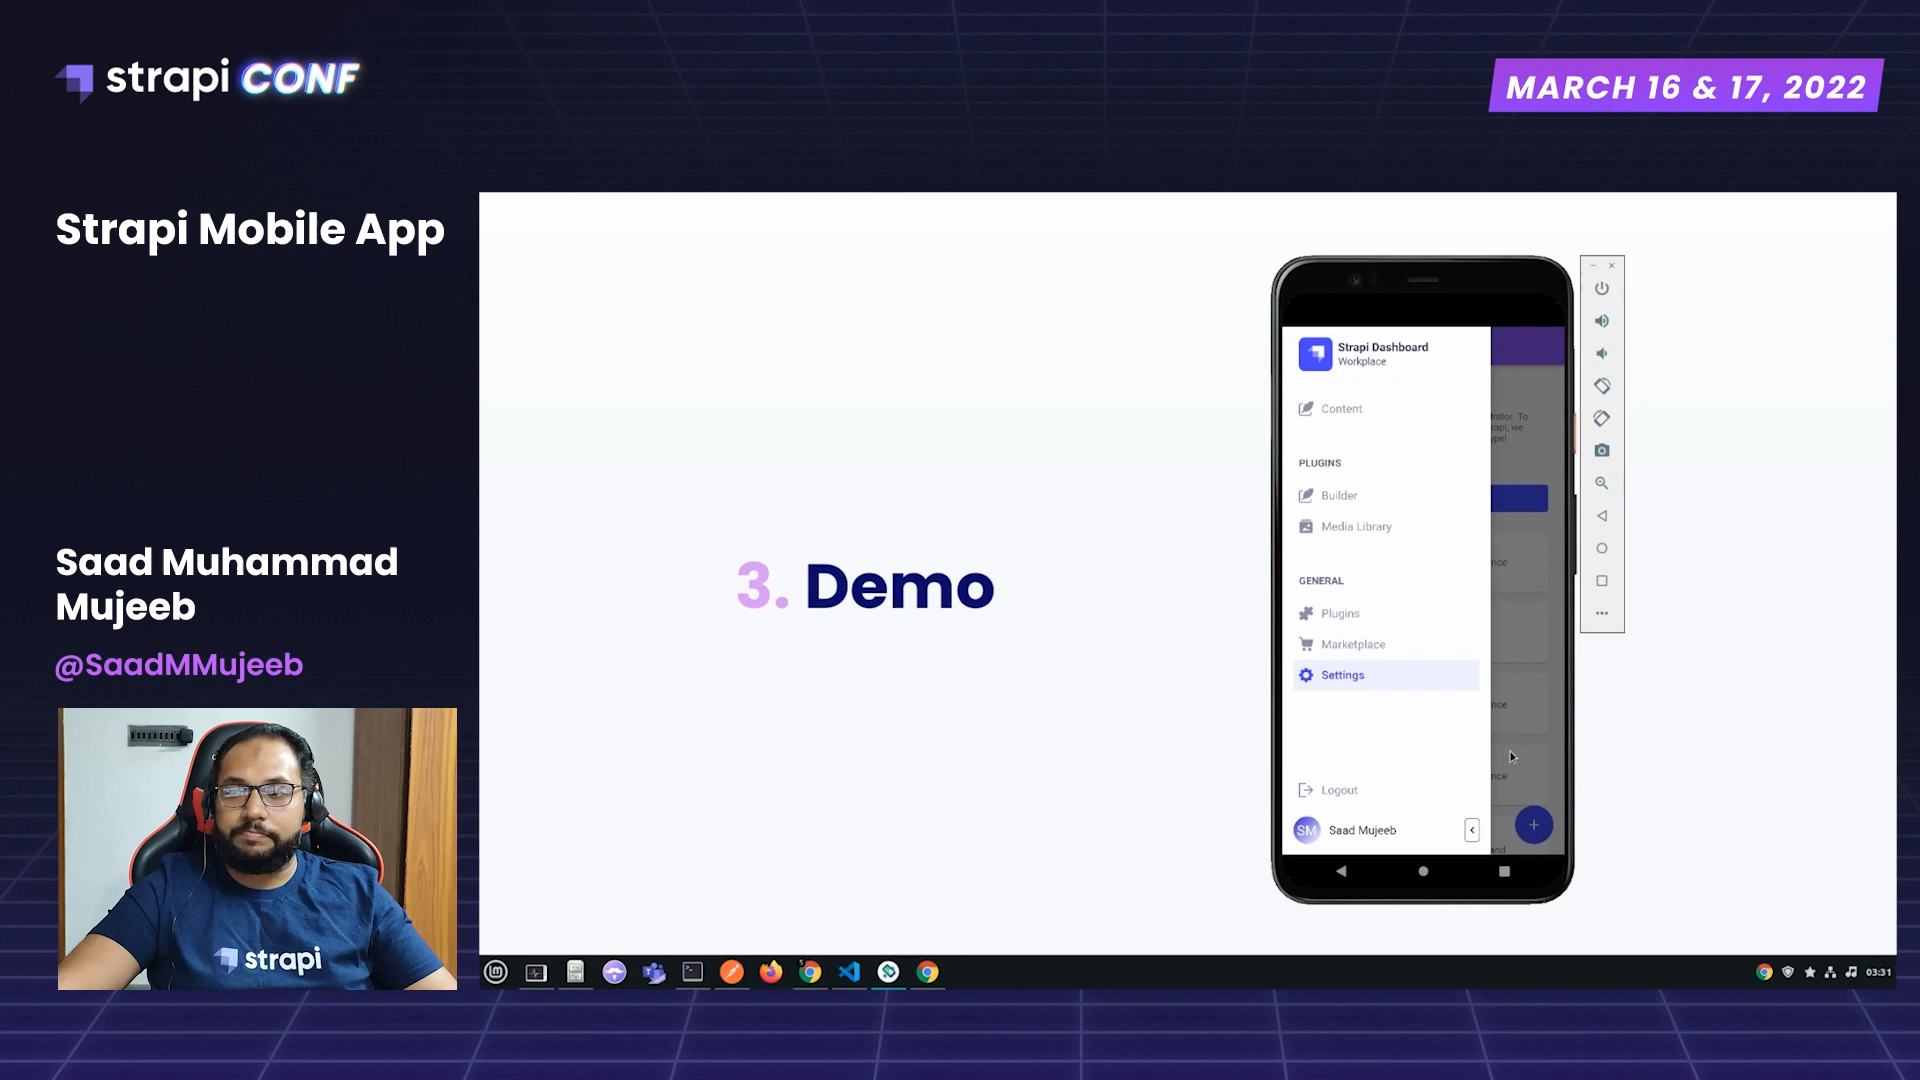 strapi CONF
MARCH 16 & 17, 2022
Strapi Mobile App
Saad Muhammad
Mujeeb
@SaadMMujeeb
strapi
3. Demo
Strapi Dashboard
Workplace
Content
PLUGINS
Builder
Media Library
GENERAL
Plugins
Marketplace
Settings
Logout
SM
Saad Mujeeb
and
03:31